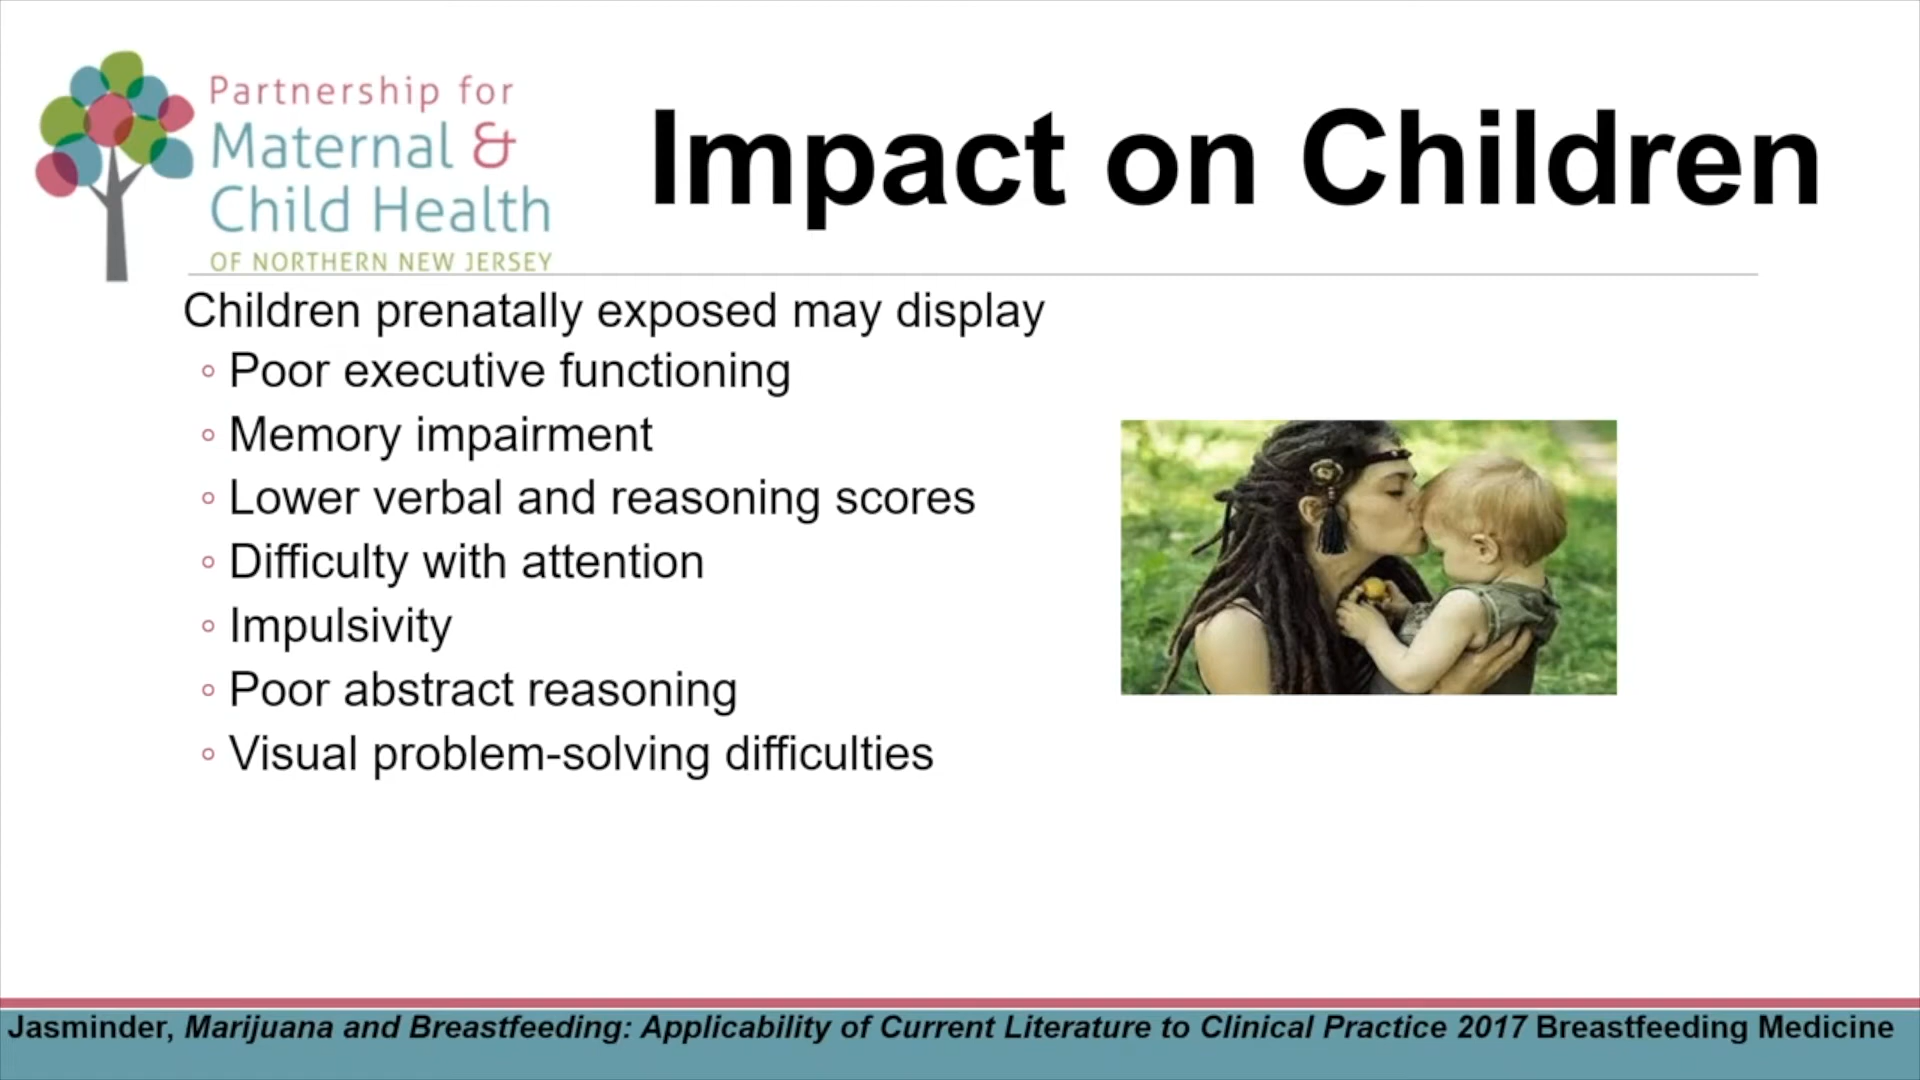 Partnership for
Maternal &
Child Health
OF NORTHERN NEW JERSEY
Impact on Children
Children prenatally exposed may display
◦ Poor executive functioning
◦ Memory impairment
◦ Lower verbal and reasoning scores
◦ Difficulty with attention
◦ Impulsivity
◦ Poor abstract reasoning
◦ Visual problem-solving difficulties
Jasminder, Marijuana and Breastfeeding: Applicability of Current Literature to Clinical Practice 2017 Breastfeeding Medicine